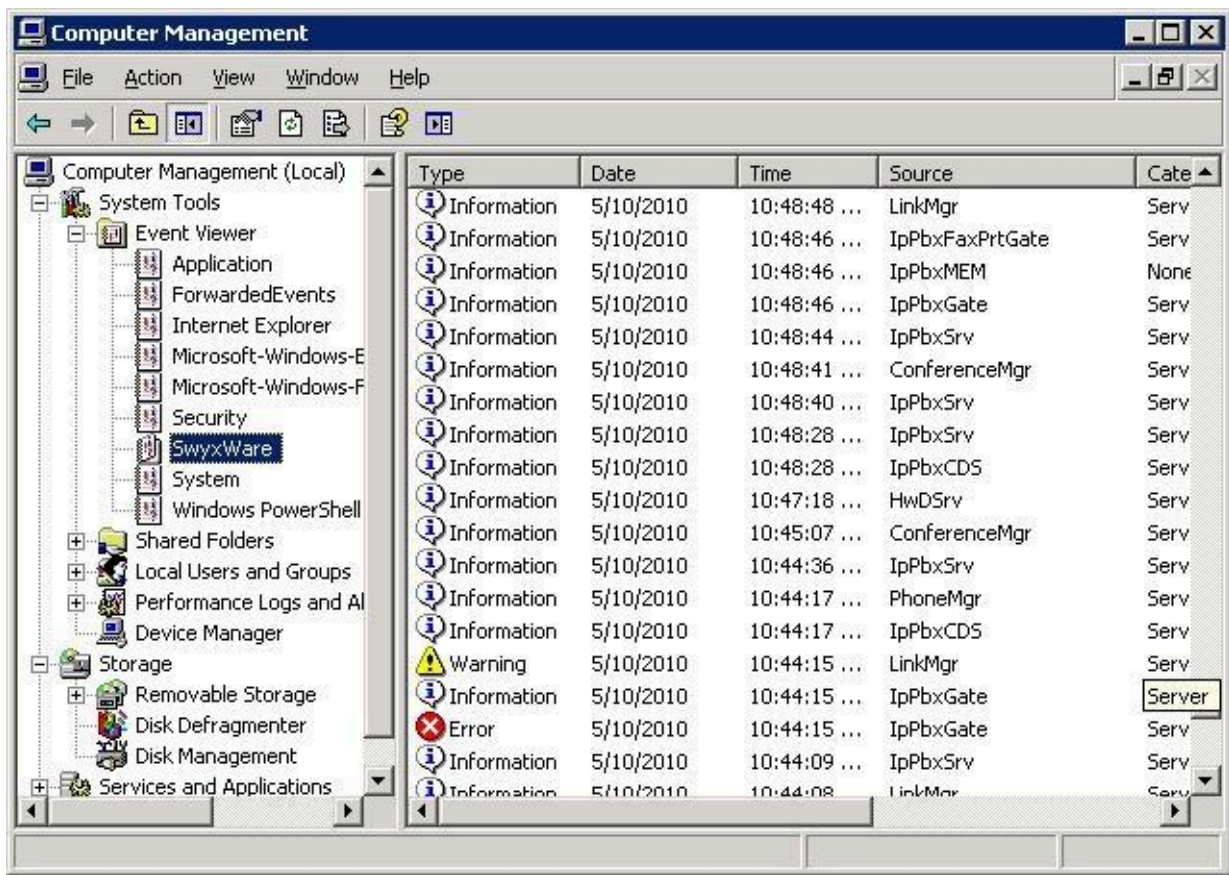 Computer Management
File Action View Window Help
Computer Management (Local)
System Tools
Event Viewer
Application
ForwardedEvents
Internet Explorer
Microsoft-Windows-E
Microsoft-Windows-F
Security
SwyxWare
System
Windows PowerShell
Shared Folders
Local Users and Groups
Performance Logs and Al
Device Manager
Storage
Removable Storage
Disk Defragmenter
Disk Management
Services and Applications
Type Date Time Source Cate
Information 5/10/2010 10:48:48 ... LinkMgr Serv
Information 5/10/2010 10:48:46 ... IpPbxFaxPrtGate Serv
Information 5/10/2010 10:48:46 ... IpPbxMEM None
Information 5/10/2010 10:48:46 ... IpPbxGate Serv
Information 5/10/2010 10:48:44 ... IpPbxSrv Serv
Information 5/10/2010 10:48:41 ... ConferenceMgr Serv
Information 5/10/2010 10:48:40 ... IpPbxSrv Serv
Information 5/10/2010 10:48:28 ... IpPbxSrv Serv
Information 5/10/2010 10:48:28 ... IpPbxCDS Serv
Information 5/10/2010 10:47:18 ... HwDSrv Serv
Information 5/10/2010 10:45:07 ... ConferenceMgr Serv
Information 5/10/2010 10:44:36 ... IpPbxSrv Serv
Information 5/10/2010 10:44:17 ... PhoneMgr Serv
Information 5/10/2010 10:44:17 ... IpPbxCDS Serv
Warning 5/10/2010 10:44:15 ... LinkMgr Serv
Information 5/10/2010 10:44:15 ... IpPbxGate Server
Error 5/10/2010 10:44:15 ... IpPbxGate Serv
Information 5/10/2010 10:44:09 ... IpPbxSrv Serv
Information 5/10/2010 10:44:08 LinkMgr Serv